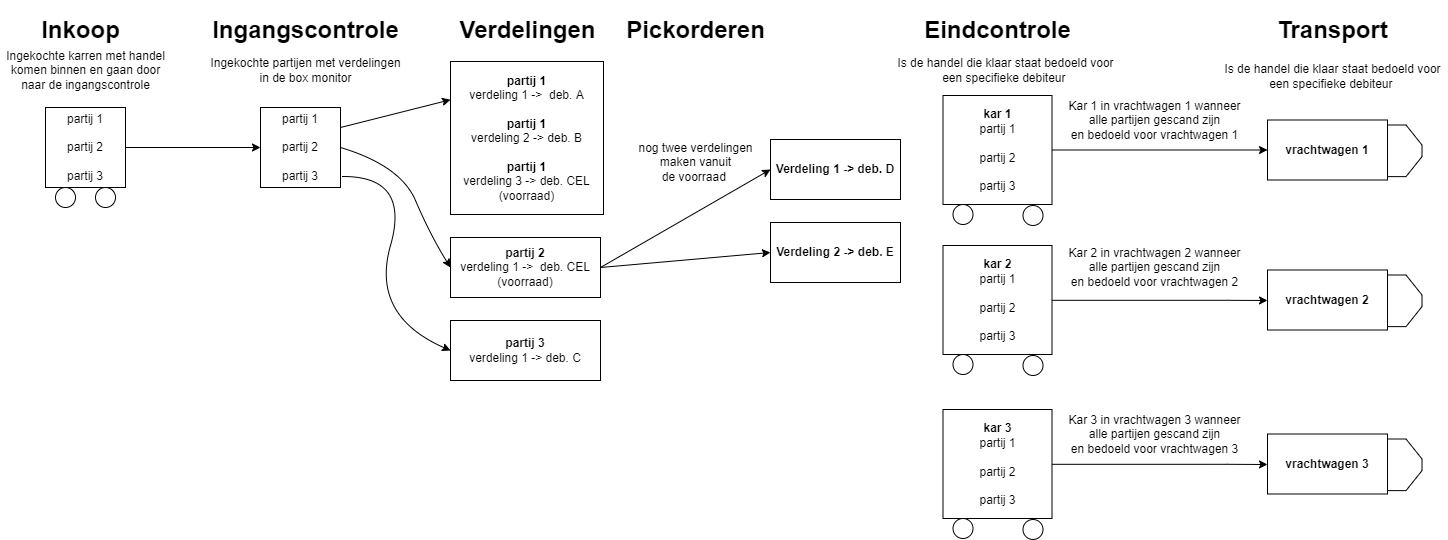 Inkoop
Ingekochte karren met handel
komen binnen en gaan door
naar de ingangscontrole
partij 1
partij 2
partij 3
Ingangscontrole
Ingekochte partijen met verdelingen
in de box monitor
partij 1
partij 2
partij 3
Verdelingen
partij 1
verdeling 1 -> deb. A
partij 1
verdeling 2 -> deb. B
partij 1
verdeling 3 -> deb. CEL
(voorraad)
partij 2
verdeling 1 -> deb. CEL
(voorraad)
partij 3
verdeling 1 -> deb. C
Pickorderen
nog twee verdelingen
maken vanuit
de voorraad
Verdeling 1 -> deb. D
Verdeling 2 -> deb. E
Eindcontrole
Is de handel die klaar staat bedoeld voor
een specifieke debiteur
kar 1
partij 1
partij 2
partij 3
kar 2
partij 1
partij 2
partij 3
kar 3
partij 1
partij 2
partij 3
Kar 1 in vrachtwagen 1 wanneer
alle partijen gescand zijn
en bedoeld voor vrachtwagen 1
Kar 2 in vrachtwagen 2 wanneer
alle partijen gescand zijn
en bedoeld voor vrachtwagen 2
Kar 3 in vrachtwagen 3 wanneer
alle partijen gescand zijn
en bedoeld voor vrachtwagen 3
Transport
Is de handel die klaar staat bedoeld voor
een specifieke debiteur
vrachtwagen 1
vrachtwagen 2
vrachtwagen 3